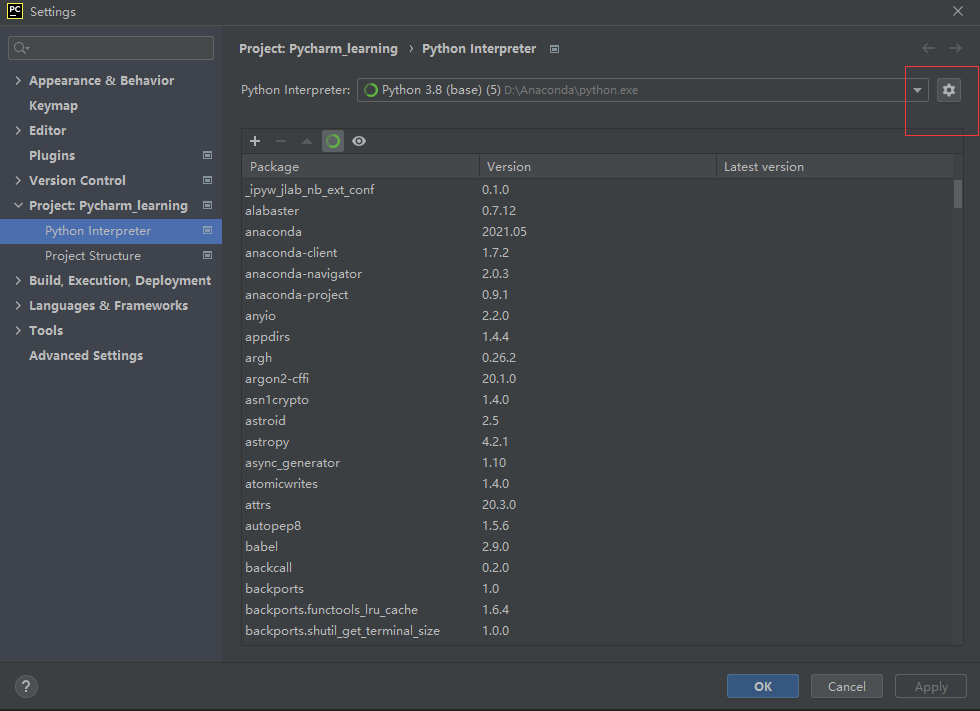 PC Settings
Project: Pycharm_learning › Python Interpreter
Appearance & Behavior
Keymap
Editor
Plugins
Version Control
Project: Pycharm_learning
Python Interpreter
Project Structure
Build, Execution, Deployment
Languages & Frameworks
Tools
Advanced Settings
Python Interpreter: Python 3.8 (base) (5) D:\Anaconda\python.exe
Package Version Latest version
_ipyw_jlab_nb_ext_conf 0.1.0
alabaster 0.7.12
anaconda 2021.05
anaconda-client 1.7.2
anaconda-navigator 2.0.3
anaconda-project 0.9.1
anyio 2.2.0
appdirs 1.4.4
argh 0.26.2
argon2-cffi 20.1.0
asn1crypto 1.4.0
astroid 2.5
astropy 4.2.1
async_generator 1.10
atomicwrites 1.4.0
attrs 20.3.0
autopep8 1.5.6
babel 2.9.0
backcall 0.2.0
backports 1.0
backports.functools_lru_cache 1.6.4
backports.shutil_get_terminal_size 1.0.0
? OK Cancel Apply